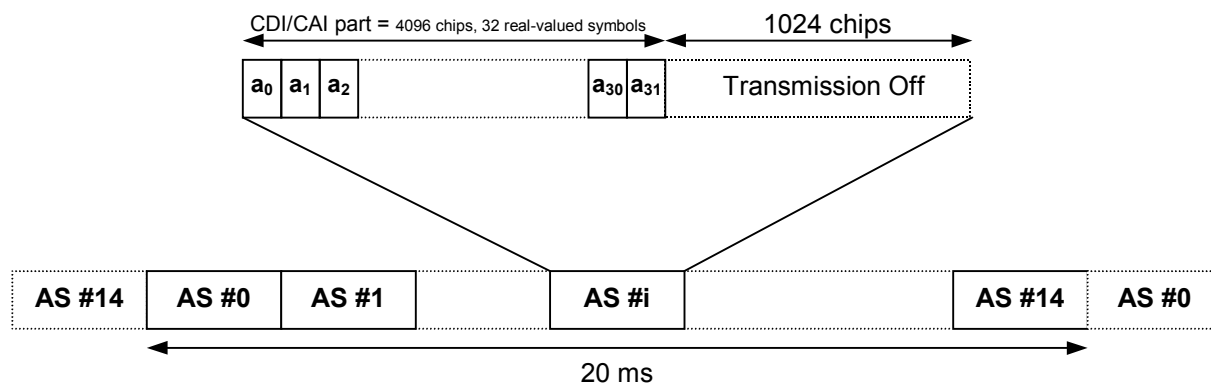 CDI/CAI part = 4096 chips, 32 real-valued symbols 1024 chips
a0 a1 a2 a30 a31 Transmission Off
AS #14 AS #0 AS #1 AS #i AS #14 AS #0
20 ms